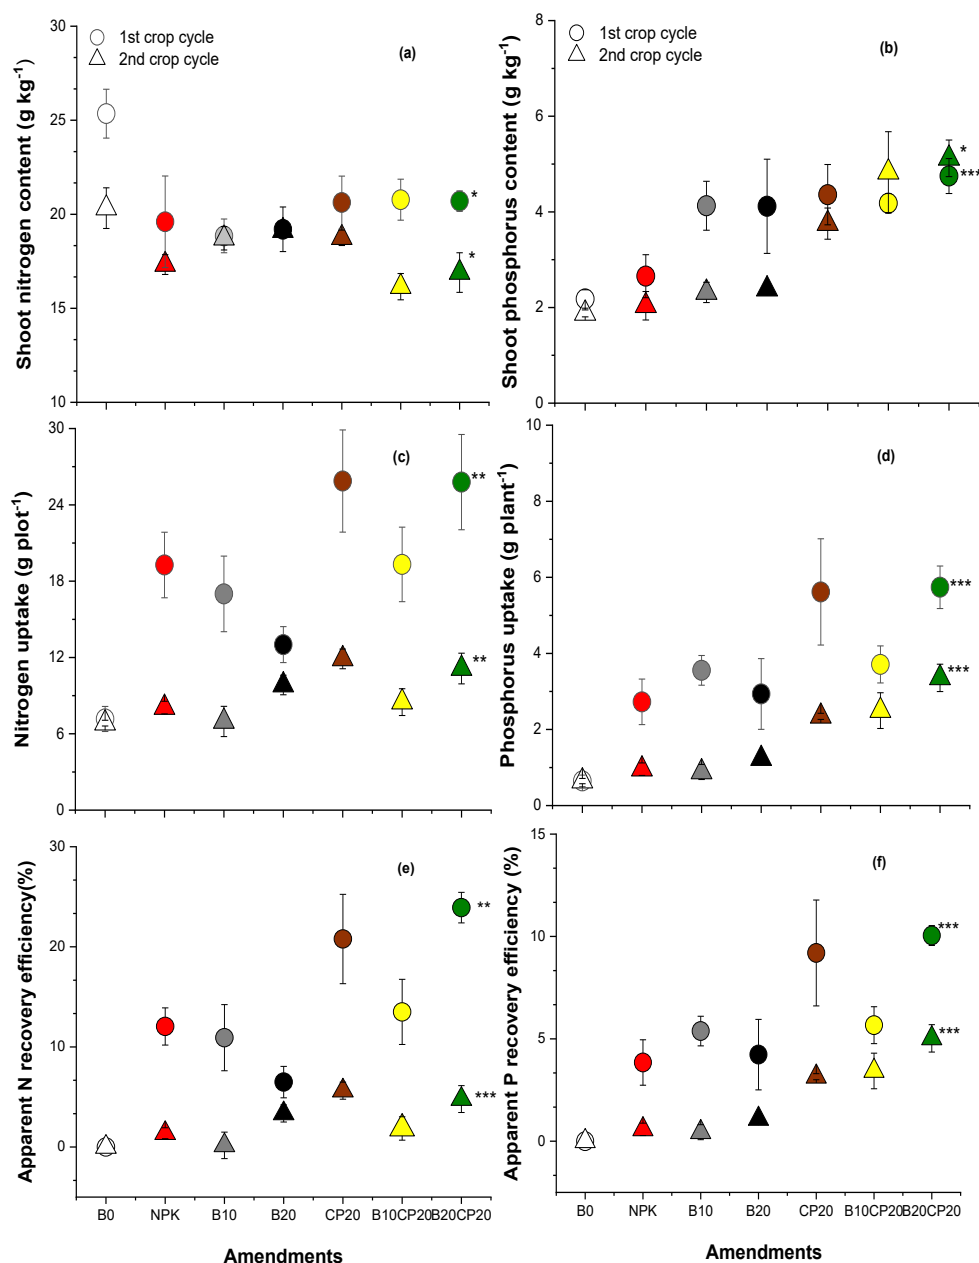 Shoot nitrogen content (g kg⁻¹)
30
25
20
15
10
1st crop cycle
2nd crop cycle
(a)
*
*
Shoot phosphorus content (g kg⁻¹)
8
6
4
2
0
1st crop cycle
2nd crop cycle
(b)
*
***
Nitrogen uptake (g plot⁻¹)
30
24
18
12
6
0
(c)
**
**
Phosphorus uptake (g plant⁻¹)
10
8
6
4
2
0
(d)
***
***
Apparent N recovery efficiency(%)
30
20
10
0
(e)
**
***
B0 NPK B10 B20 CP20 B10CP20 B20CP20
Amendments
Apparent P recovery efficiency (%)
15
10
5
0
(f)
***
***
B0 NPK B10 B20 CP20 B10CP20 B20CP20
Amendments